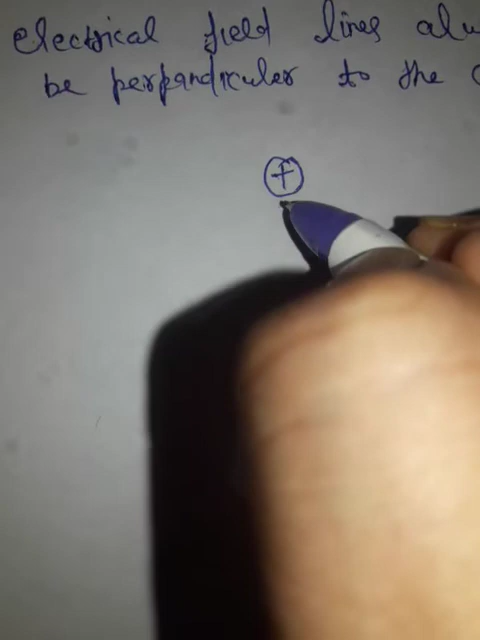 electrical field lines
be perpandiculer to the
+